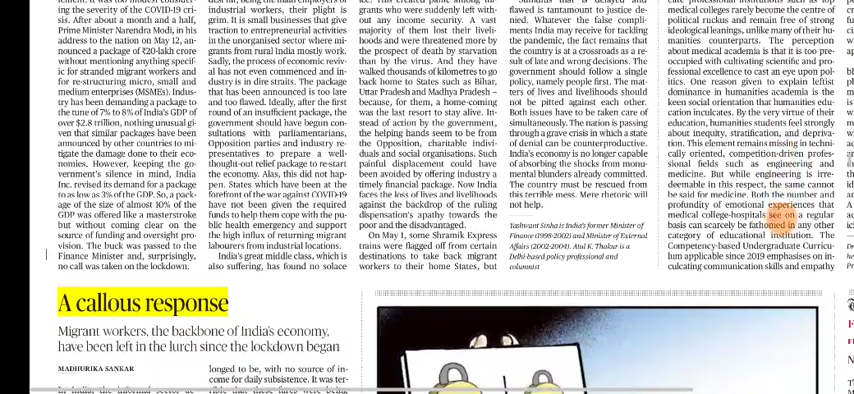 ing the severity of the COVID-19 cri-
sis. After about a month and a half,
Prime Minister Narendra Modi, in his
address to the nation on May 12, an-
nounced a package of ₹20-lakh crore
without mentioning anything specif-
ic for stranded migrant workers and
for re-structuring micro, small and
medium enterprises (MSMEs). Indus-
try has been demanding a package to
the tune of 7% to 8% of India's GDP of
over $2.8 trillion, nothing unusual gi-
ven that similar packages have been
announced by other countries to mi-
tigate the damage done to their eco-
nomies. However, keeping the go-
vernment's silence in mind, India
Inc. revised its demand for a package
to as low as 3% of the GDP. So, a pack-
age of the size of almost 10% of the
GDP was offered like a masterstroke
but without coming clear on the
source of funding and oversight pro-
vision. The buck was passed to the
Finance Minister and, surprisingly,
no call was taken on the lockdown.
industrial workers, their plight is
grim. It is small businesses that give
traction to entrepreneurial activities
in the unorganised sector where mi-
grants from rural India mostly work.
Sadly, the process of economic reviv-
al has not even commenced and in-
dustry is in dire straits. The package
that has been announced is too late
and too flawed. Ideally, after the first
round of an insufficient package, the
government should have begun con-
sultations with parliamentarians,
Opposition parties and industry re-
presentatives to prepare a well-
thought-out relief package to re-start
the economy. Alas, this did not hap-
pen. States which have been at the
forefront of the war against COVID-19
have not been given the required
funds to help them cope with the pu-
blic health emergency and support
the high influx of returning migrant
labourers from industrial locations.
India's great middle class, which is
also suffering, has found no solace
grants who were suddenly left with-
out any income security. A vast
majority of them lost their liveli-
hoods and were threatened more by
the prospect of death by starvation
than by the virus. And they have
walked thousands of kilometres to go
back home to States such as Bihar,
Uttar Pradesh and Madhya Pradesh –
because, for them, a home-coming
was the last resort to stay alive. In-
stead of action by the government,
the helping hands seem to be from
the Opposition, charitable individi-
duals and social organisations. Such
painful displacement could have
been avoided by offering industry a
timely financial package. Now India
faces the loss of lives and livelihoods
against the backdrop of the ruling
dispensation's apathy towards the
poor and the disadvantaged.
On May 1, some Shramik Express
trains were flagged off from certain
destinations to take back migrant
workers to their home States, but
flawed is tantamount to justice de-
nied. Whatever the false compli-
ments India may receive for tackling
the pandemic, the fact remains that
the country is at a crossroads as a re-
sult of late and wrong decisions. The
government should follow a single
policy, namely people first. The mat-
ters of lives and livelihoods should
not be pitted against each other.
Both issues have to be taken care of
simultaneously. The nation is passing
through a grave crisis in which a state
of denial can be counterproductive.
India's economy is no longer capable
of absorbing the shocks from monu-
mental blunders already committed.
The country must be rescued from
this terrible mess. Mere rhetoric will
not help.
Yashwant Sinha is India's former Minister of
Finance (1998-2002) and Minister of External
Affairs (2002-2004). Atul K. Thakur is a
Delhi-based policy professional and
columnist
medical colleges rarely become the centre of
political ruckus and remain free of strong
ideological leanings, unlike many of their hu-
manities counterparts. The perception
about medical academia is that it is too pre-
occupied with cultivating scientific and pro-
fessional excellence to cast an eye upon pol-
itics. One reason given to explain leftist
dominance in humanities academia is the
keen social orientation that humanities edu-
cation inculcates. By the very virtue of their
education, humanities students feel strongly
about inequity, stratification, and depriva-
tion. This element remains missing in techni-
cally oriented, competition-driven profes-
sional fields such as engineering and
medicine. But while engineering is irre-
deemable in this respect, the same cannot
be said for medicine. Both the number and
profundity of emotional experiences that
medical college-hospitals see on a regular
basis can scarcely be fathomed in any other
category of educational institution. The
Competency-based Undergraduate Curricu-
lum applicable since 2019 emphasises on in-
culcating communication skills and empathy
A callous response
Migrant workers, the backbone of India's economy,
have been left in the lurch since the lockdown began
MADHURIKA SANKAR
longed to be, with no source of in-
come for daily subsistence. It was ter-